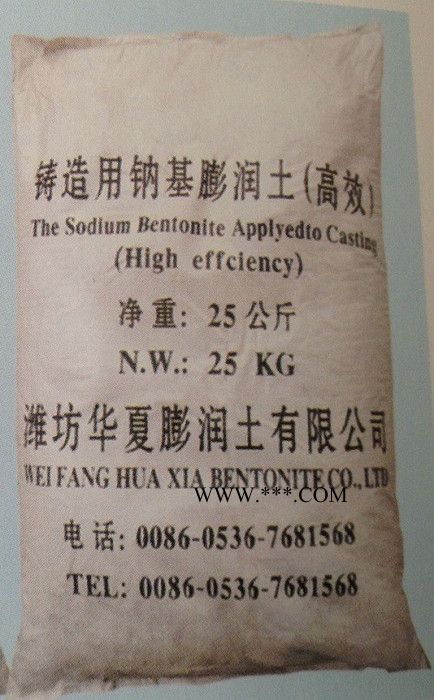 铸造用钠基膨润土(高效)
The Sodium Bentonite Applyedto Casting
(High effciency)
净重: 25公斤
N.W.: 25 KG
潍坊华夏膨润土有限公司
WEI FANG HUA XIA BENTONITE CO., LTD
WWW.***.COM
电话: 0086-0536-7681568
TEL: 0086-0536-7681568